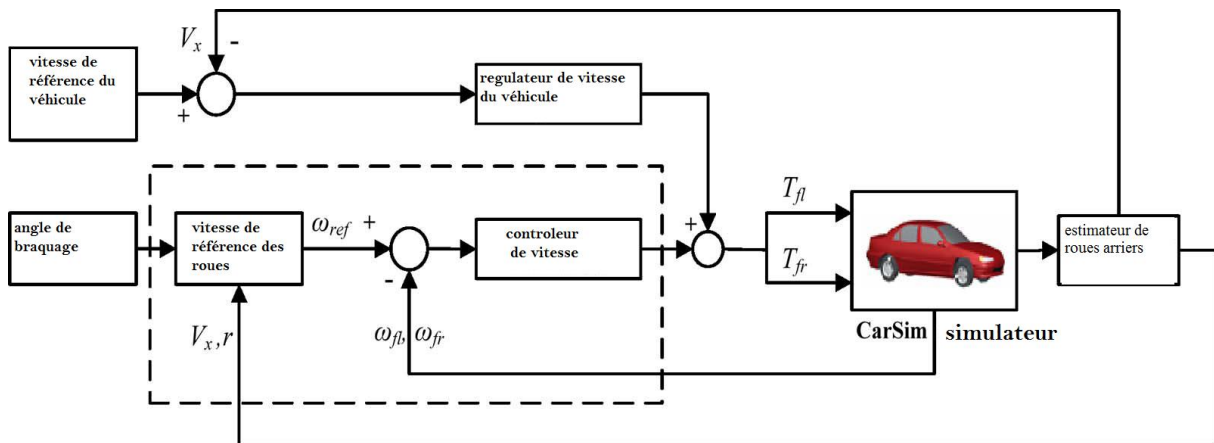 V_x -
vitesse de
référence du
véhicule
+
regulateur de vitesse
du véhicule
angle de
braquage
vitesse de
référence des
roues
ω_ref +
-
controleur
de vitesse
+
T_fl
T_fr
estimateur de
roues arriers
V_x,r
ω_fl, ω_fr
CarSim simulateur